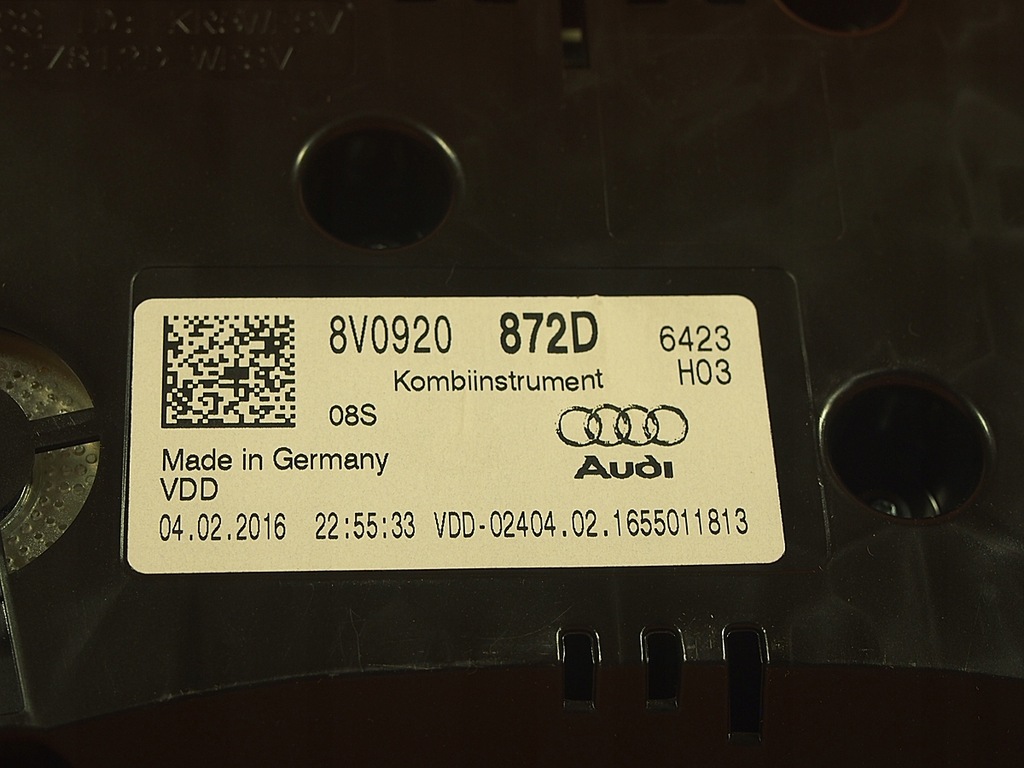 8V0920 872D 6423
H03
Kombiinstrument
08S
Audi
Made in Germany
VDD
04.02.2016 22:55:33 VDD-02404.02.1655011813